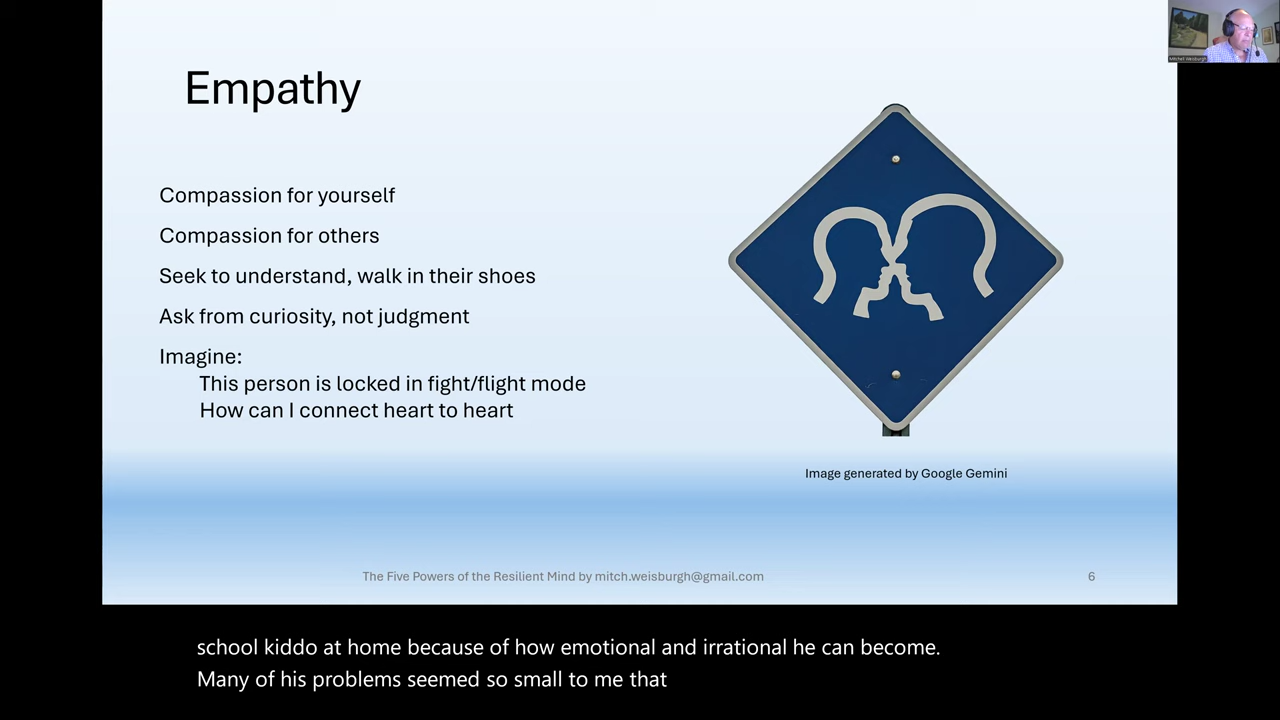 Empathy
Compassion for yourself
Compassion for others
Seek to understand, walk in their shoes
Ask from curiosity, not judgment
Imagine:
This person is locked in fight/flight mode
How can I connect heart to heart
Image generated by Google Gemini
The Five Powers of the Resilient Mind by mitch.weisburgh@gmail.com
6
Mitchell Weisburgh
school kiddo at home because of how emotional and irrational he can become.
Many of his problems seemed so small to me that